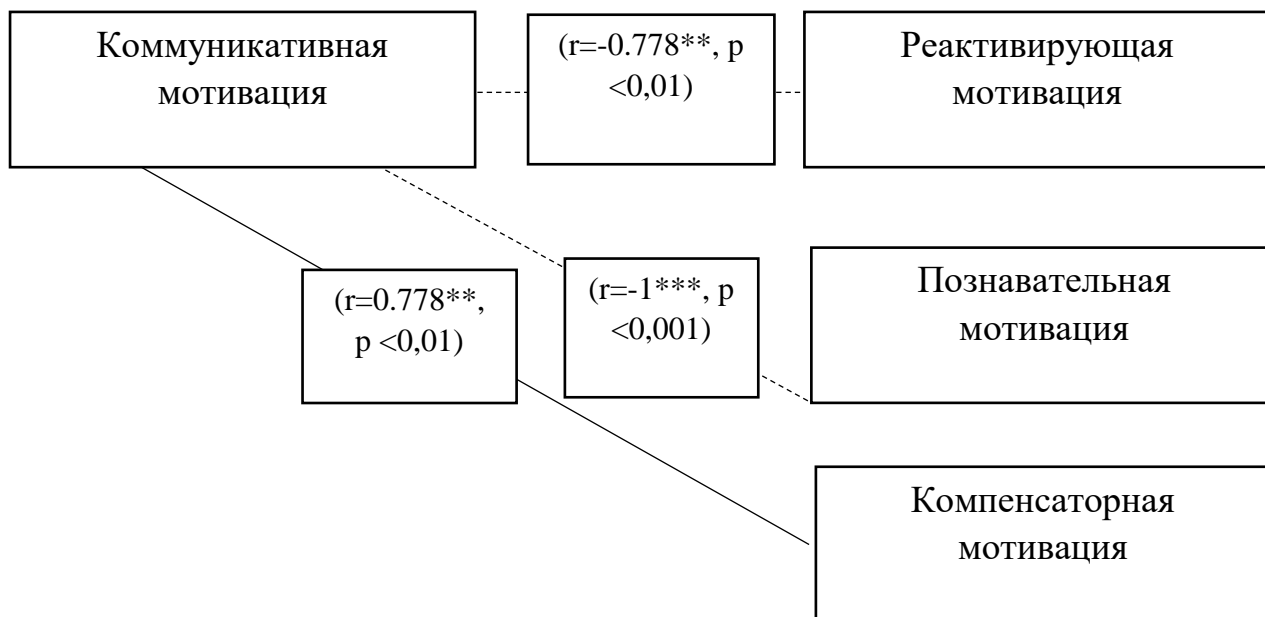 Коммуникативная
мотивация
(r=-0.778**, p
<0,01)
Реактивирующая
мотивация
(r=0.778**,
p <0,01)
(r=-1***, p
<0,001)
Познавательная
мотивация
Компенсаторная
мотивация